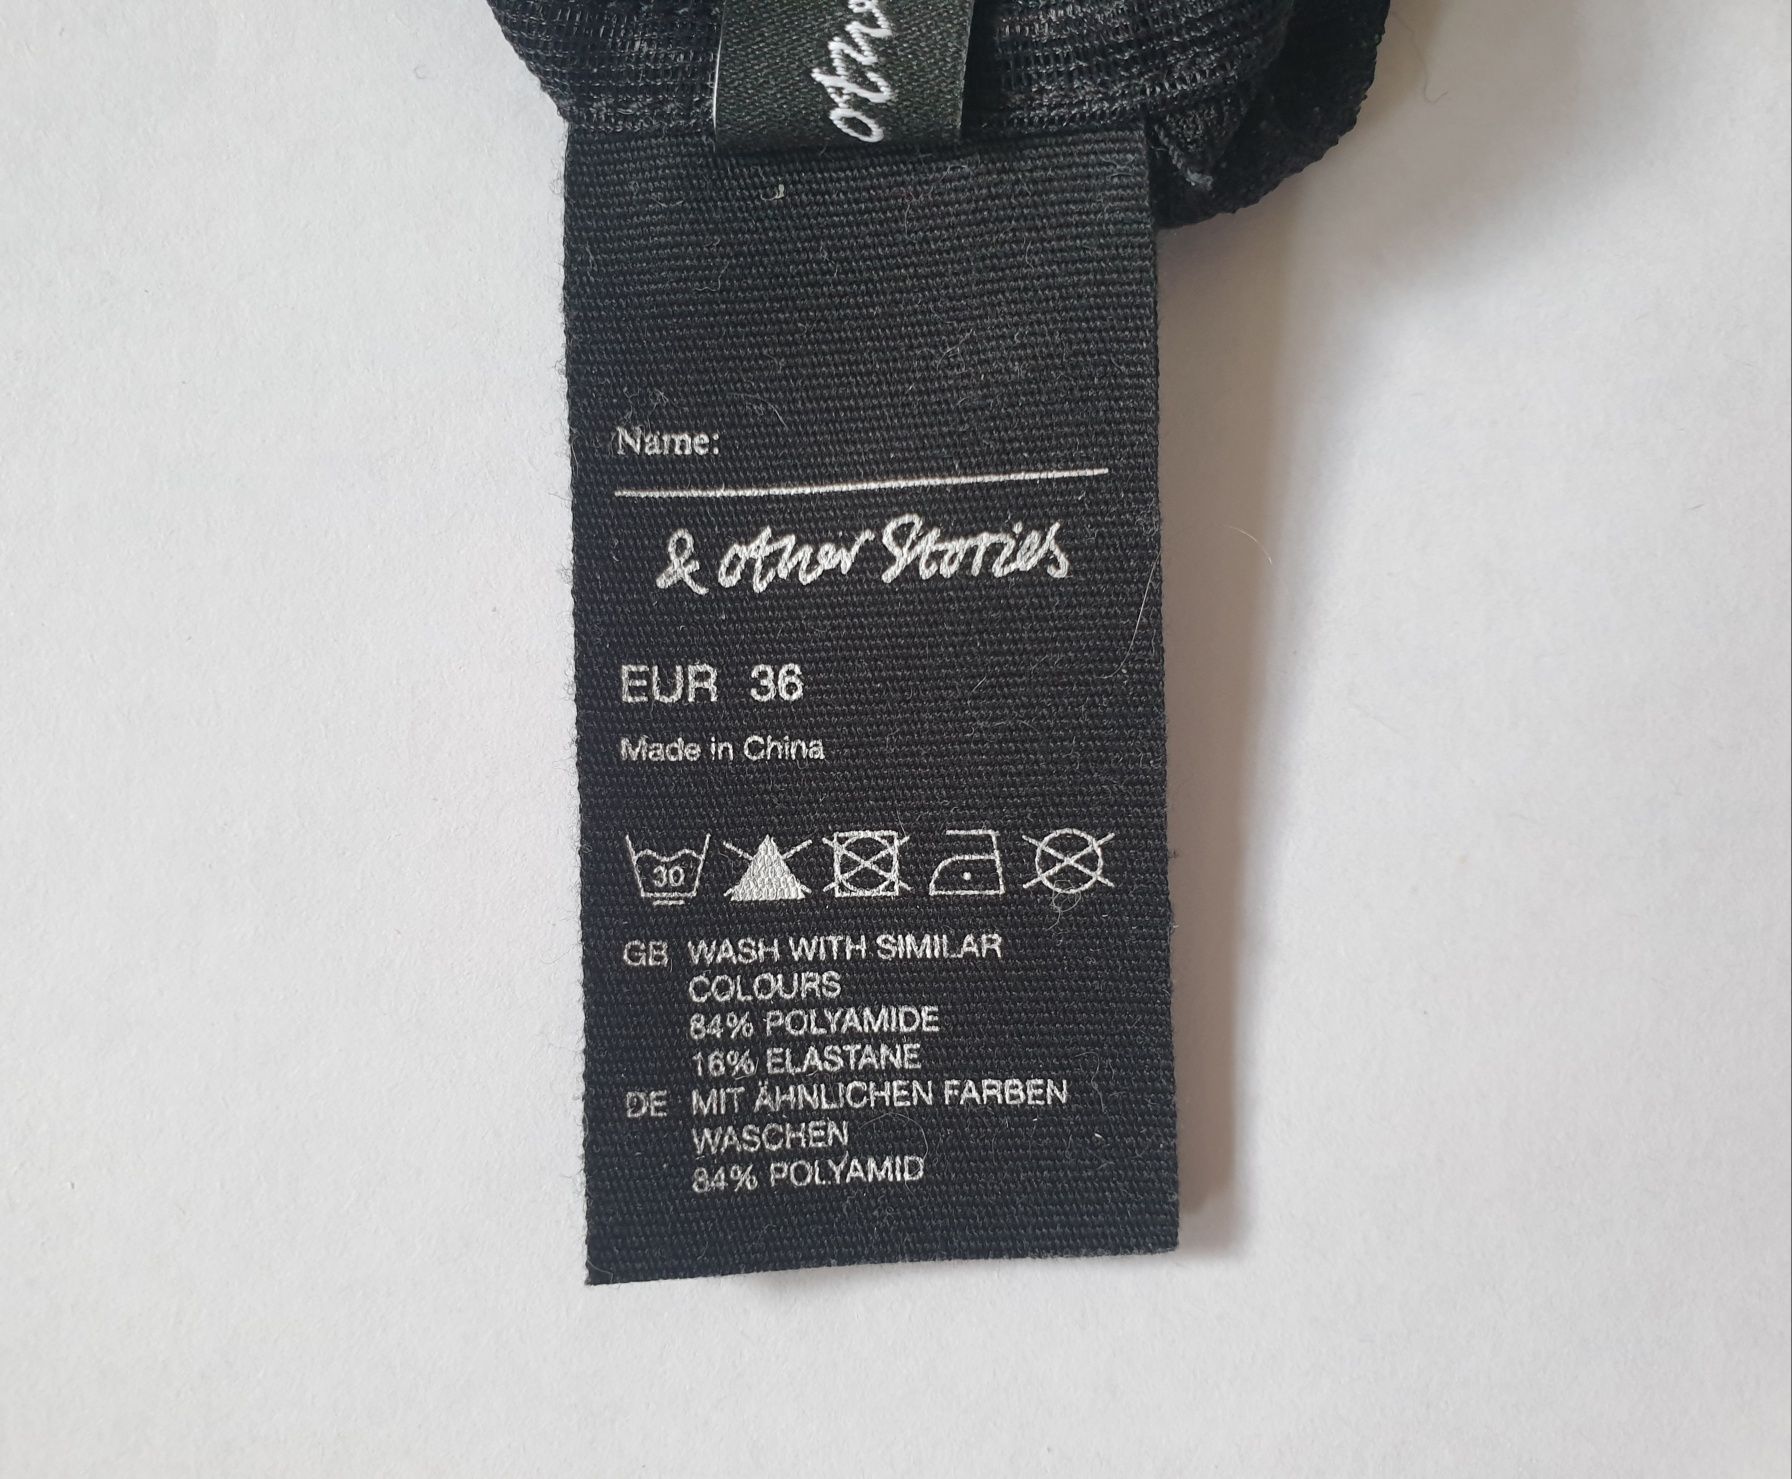 othe
Name:
& other Stories
EUR 36
Made in China
30
GB WASH WITH SIMILAR
COLOURS
84% POLYAMIDE
16% ELASTANE
DE MIT ÄHNLICHEN FARBEN
WASCHEN
84% POLYAMID